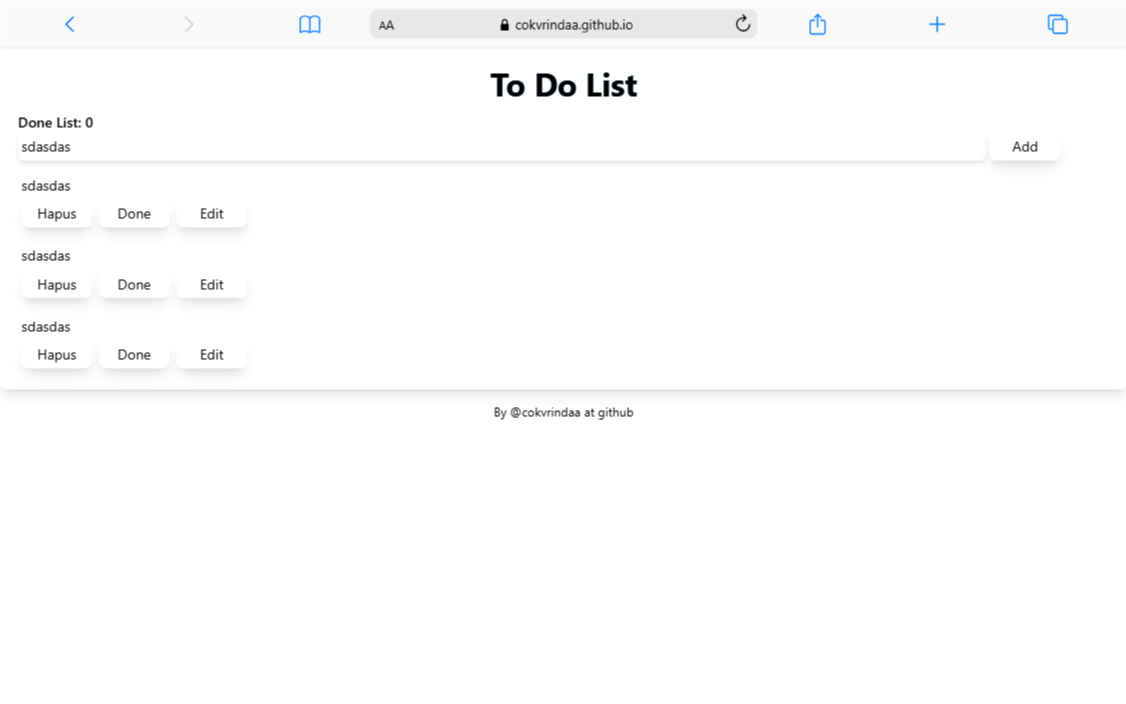 AA cokvrindaa.github.io
To Do List
Done List: 0
sdasdas Add
sdasdas
Hapus Done Edit
sdasdas
Hapus Done Edit
sdasdas
Hapus Done Edit
By @cokvrindaa at github